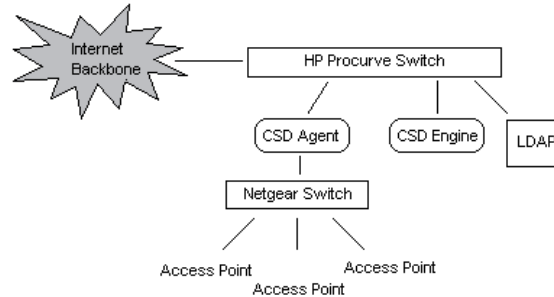 Internet
Backbone
HP Procurve Switch
CSD Agent
CSD Engine
LDAP
Netgear Switch
Access Point
Access Point
Access Point